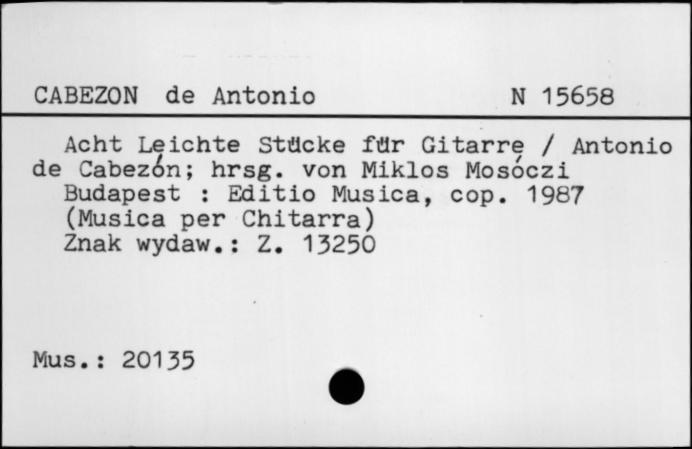 CABEZON de Antonio N 15658
Acht Leichte Stücke für Gitarre / Antonio
de Cabezón; hrsg. von Miklos Mosóczi
Budapest : Editio Musica, cop. 1987
(Musica per Chitarra)
Znak wydaw.: Z. 13250
Mus.: 20135